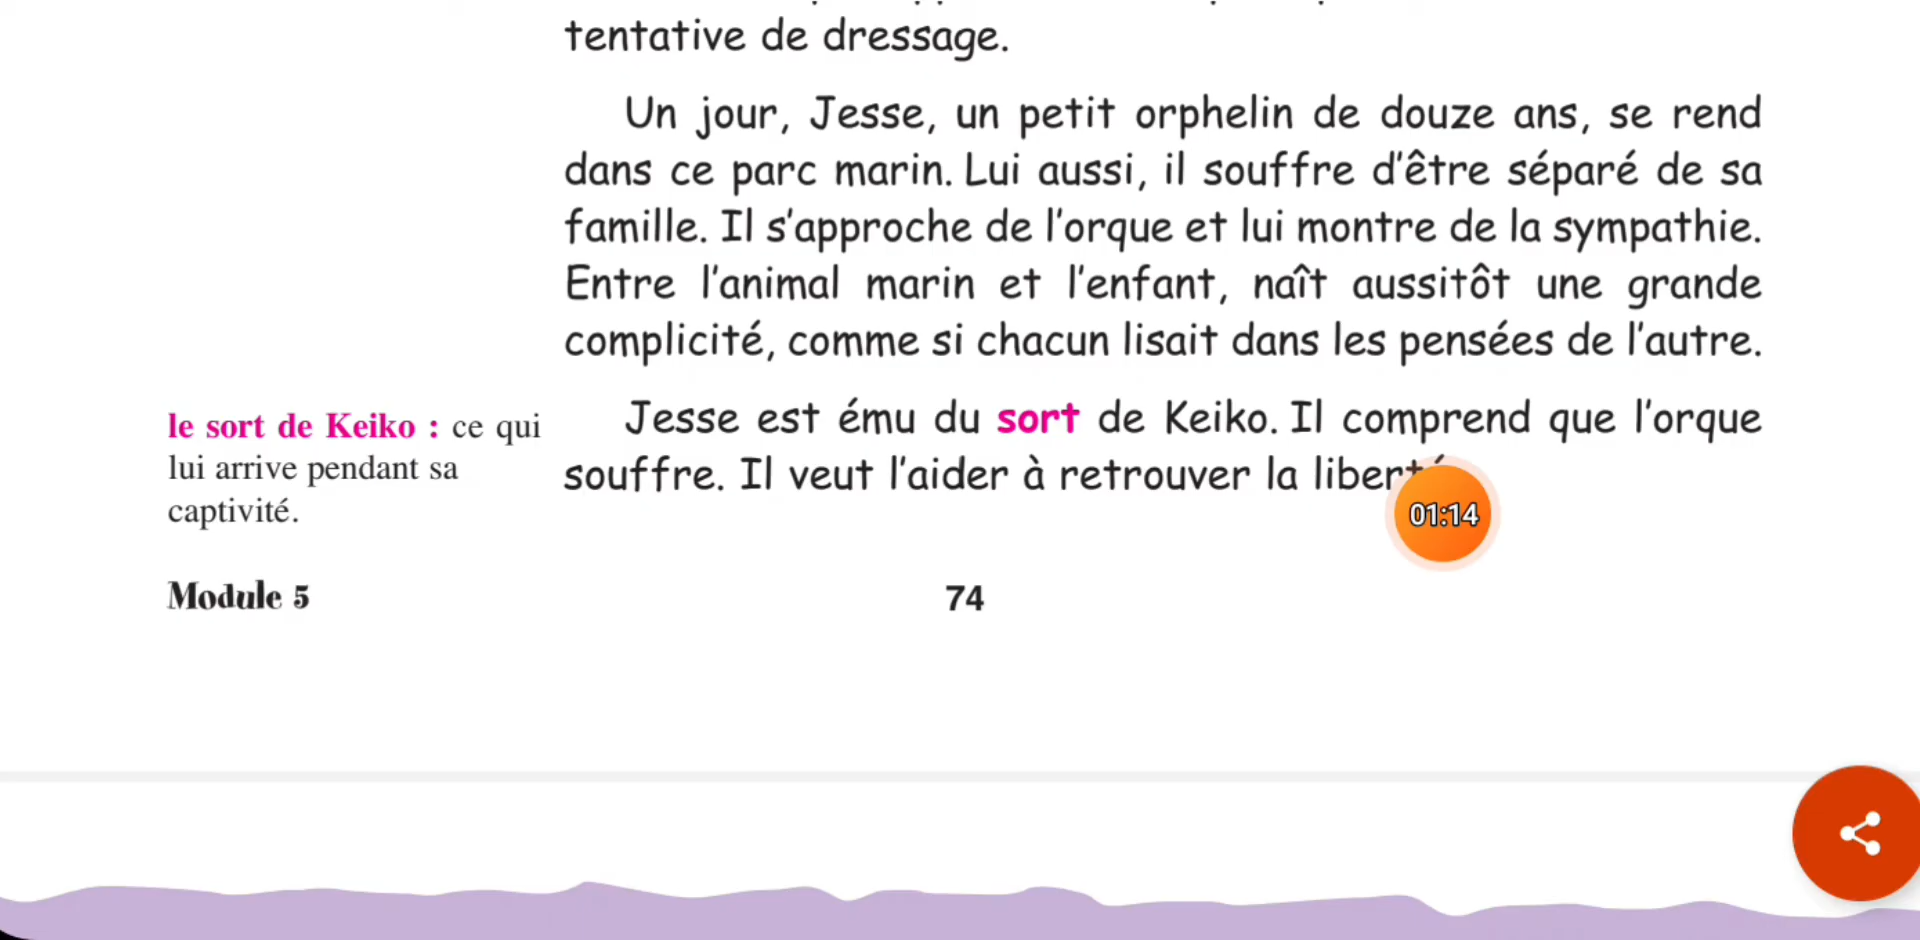 tentative de dressage.
Un jour, Jesse, un petit orphelin de douze ans, se rend
dans ce parc marin. Lui aussi, il souffre d'être séparé de sa
famille. Il s'approche de l'orque et lui montre de la sympathie.
Entre l'animal marin et l'enfant, naît aussitôt une grande
complicité, comme si chacun lisait dans les pensées de l'autre.
le sort de Keiko : ce qui
lui arrive pendant sa
captivité.
Jesse est ému du sort de Keiko. Il comprend que l'orque
souffre. Il veut l'aider à retrouver la liberté
01:14
Module 5
74